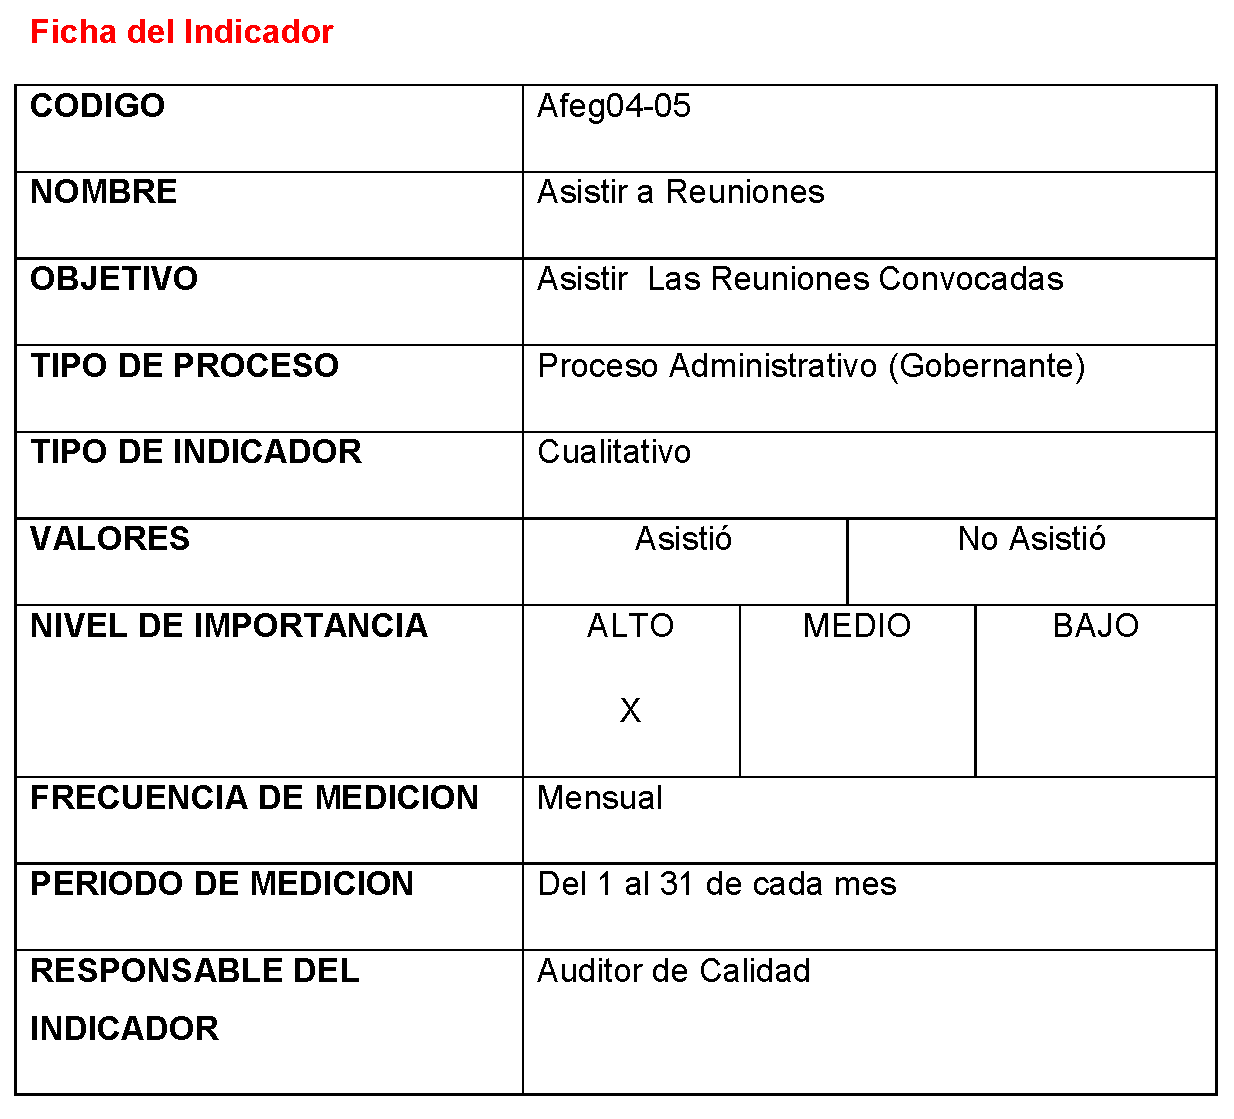 Ficha del Indicador
CODIGO Afeg04-05
NOMBRE Asistir a Reuniones
OBJETIVO Asistir  Las Reuniones Convocadas
TIPO DE PROCESO Proceso Administrativo (Gobernante)
TIPO DE INDICADOR Cualitativo
VALORES Asistió No Asistió
NIVEL DE IMPORTANCIA ALTO MEDIO BAJO
X
FRECUENCIA DE MEDICION Mensual
PERIODO DE MEDICION Del 1 al 31 de cada mes
RESPONSABLE DEL Auditor de Calidad
INDICADOR